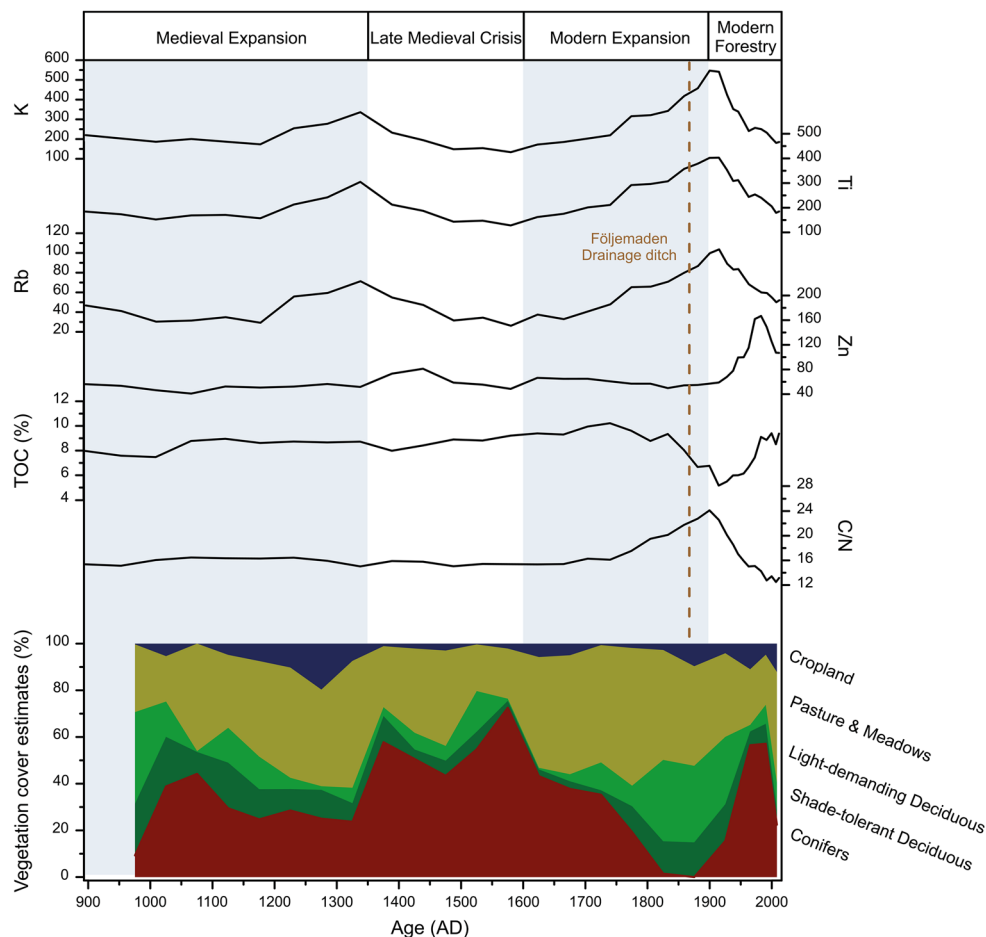 Medieval Expansion
Late Medieval Crisis
Modern Expansion
Modern
Forestry
K
600
500
400
300
200
100
Ti
500
400
300
200
100
Följemaden
Drainage ditch
Rb
120
100
80
60
40
20
Zn
200
160
120
80
40
TOC (%)
12
10
8
6
4
C/N
28
24
20
16
12
Vegetation cover estimates (%)
100
80
60
40
20
0
Cropland
Pasture & Meadows
Light-demanding Deciduous
Shade-tolerant Deciduous
Conifers
900 1000 1100 1200 1300 1400 1500 1600 1700 1800 1900 2000
Age (AD)